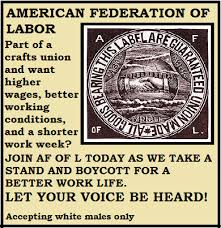 AMERICAN FEDERATION OF
LABOR
Part of a
crafts union
and want
higher
wages, better
working
conditions,
and a shorter
work week?
ALL GOODS BEARING THIS LABEL ARE GUARANTEED UNION MADE
A.
F.
OF
L.
JOIN AF OF L TODAY AS WE TAKE A
STAND AND BOYCOTT FOR A
BETTER WORK LIFE.
LET YOUR VOICE BE HEARD!
Accepting white males only